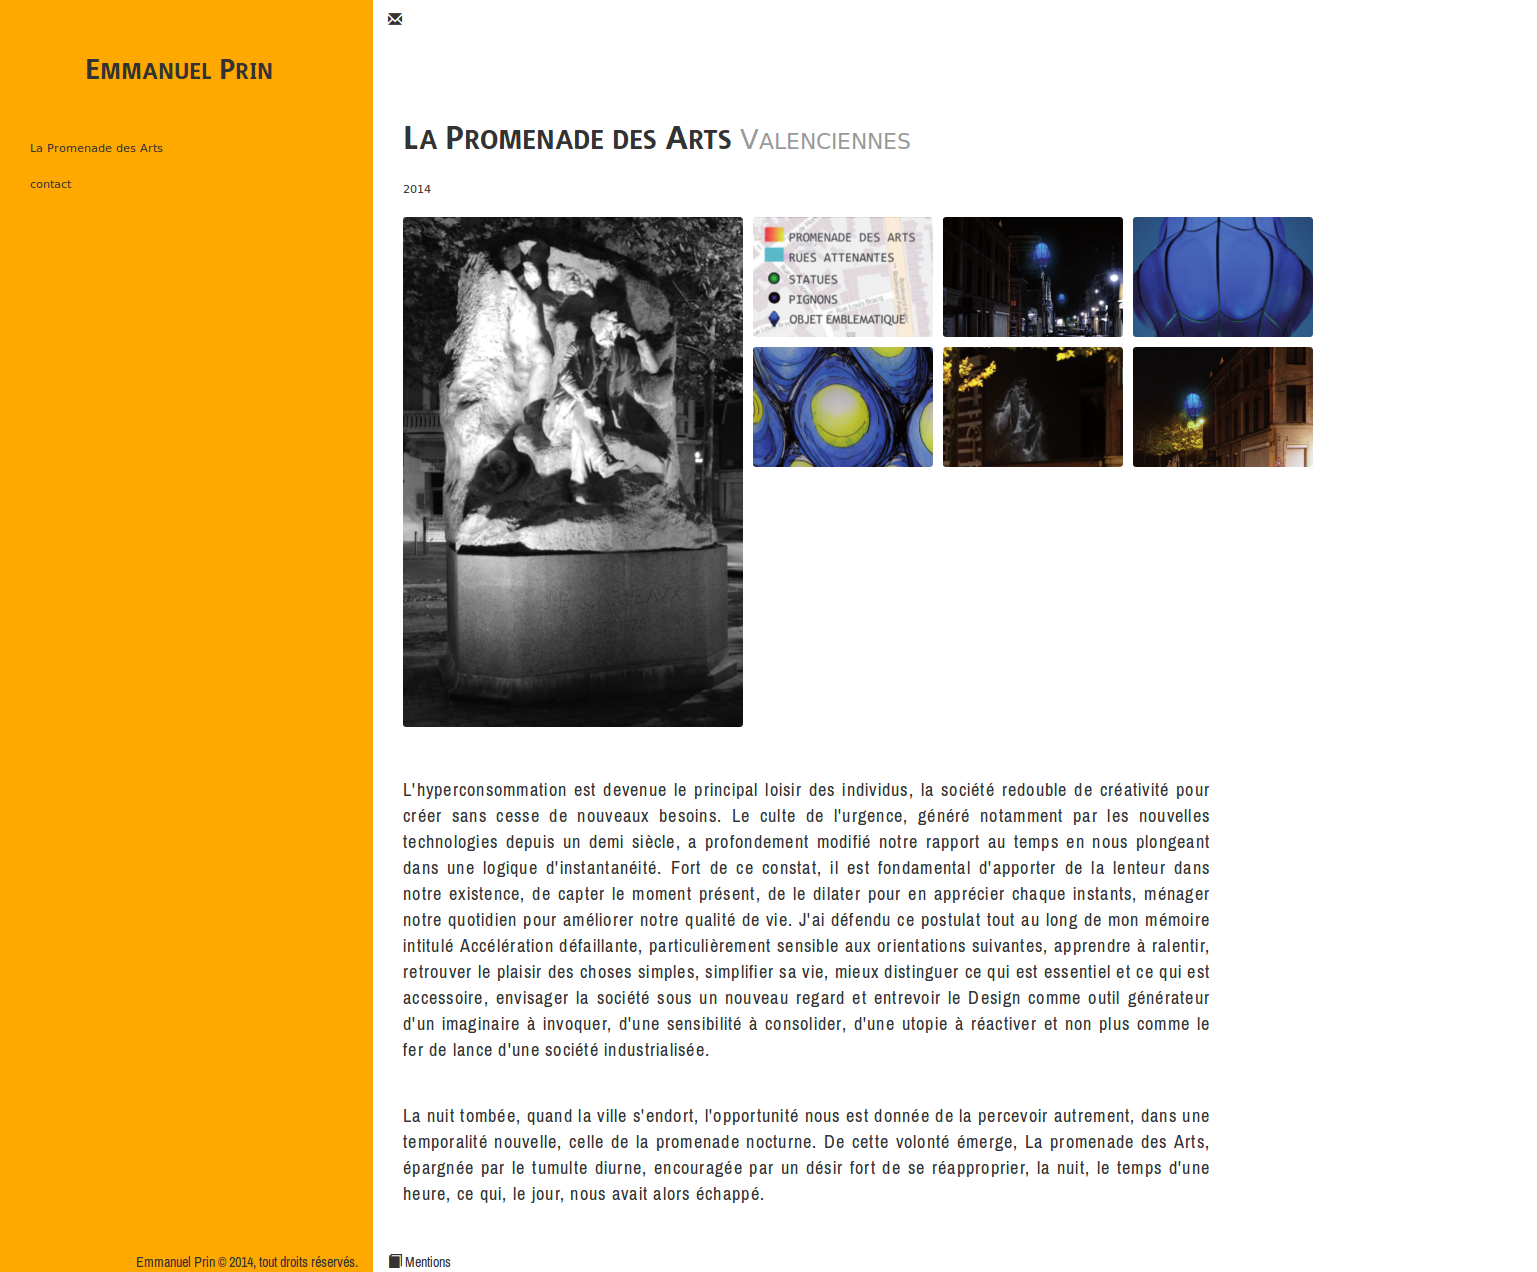 Emmanuel Prin
La Promenade des Arts
contact
La Promenade des Arts Valenciennes
2014
PROMENADE DES ARTS
RUES ATTENANTES
STATUES
PIGNONS
OBJET EMBLEMATIQUE
L'hyperconsommation est devenue le principal loisir des individus, la société redouble de créativité pour
créer sans cesse de nouveaux besoins. Le culte de l'urgence, généré notamment par les nouvelles
technologies depuis un demi siècle, a profondement modifié notre rapport au temps en nous plongeant
dans une logique d'instantanéité. Fort de ce constat, il est fondamental d'apporter de la lenteur dans
notre existence, de capter le moment présent, de le dilater pour en apprécier chaque instants, ménager
notre quotidien pour améliorer notre qualité de vie. J'ai défendu ce postulat tout au long de mon mémoire
intitulé Accélération défaillante, particulièrement sensible aux orientations suivantes, apprendre à ralentir,
retrouver le plaisir des choses simples, simplifier sa vie, mieux distinguer ce qui est essentiel et ce qui est
accessoire, envisager la société sous un nouveau regard et entrevoir le Design comme outil générateur
d'un imaginaire à invoquer, d'une sensibilité à consolider, d'une utopie à réactiver et non plus comme le
fer de lance d'une société industrialisée.
La nuit tombée, quand la ville s'endort, l'opportunité nous est donnée de la percevoir autrement, dans une
temporalité nouvelle, celle de la promenade nocturne. De cette volonté émerge, La promenade des Arts,
épargnée par le tumulte diurne, encouragée par un désir fort de se réapproprier, la nuit, le temps d'une
heure, ce qui, le jour, nous avait alors échappé.
Emmanuel Prin © 2014, tout droits réservés.
Mentions